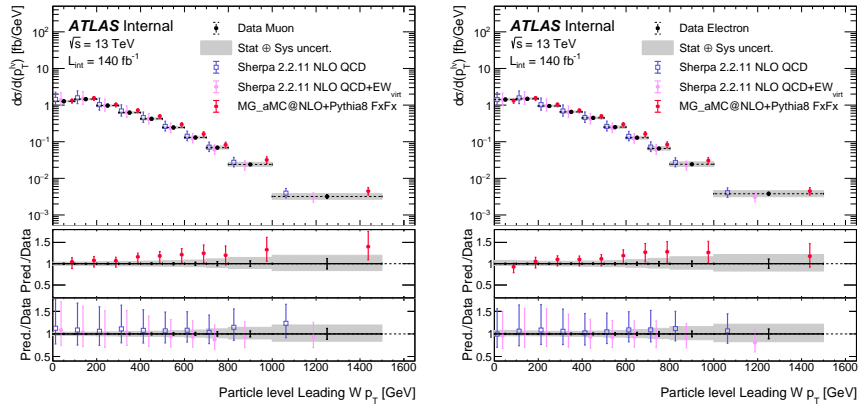 dσ/d(p_T^lν) [fb/GeV]
ATLAS Internal
√s = 13 TeV
L_int = 140 fb⁻¹
Data Muon
Stat ⊕ Sys uncert.
Sherpa 2.2.11 NLO QCD
Sherpa 2.2.11 NLO QCD+EW_virt
MG_aMC@NLO+Pythia8 FxFx
10²
10
1
10⁻¹
10⁻²
10⁻³
Pred./Data
1.5
1
0.5
Pred./Data
1.5
1
0.5
0 200 400 600 800 1000 1200 1400 1600
Particle level Leading W p_T [GeV]
dσ/d(p_T^lν) [fb/GeV]
ATLAS Internal
√s = 13 TeV
L_int = 140 fb⁻¹
Data Electron
Stat ⊕ Sys uncert.
Sherpa 2.2.11 NLO QCD
Sherpa 2.2.11 NLO QCD+EW_virt
MG_aMC@NLO+Pythia8 FxFx
10²
10
1
10⁻¹
10⁻²
10⁻³
Pred./Data
1.5
1
0.5
Pred./Data
1.5
1
0.5
0 200 400 600 800 1000 1200 1400 1600
Particle level Leading W p_T [GeV]